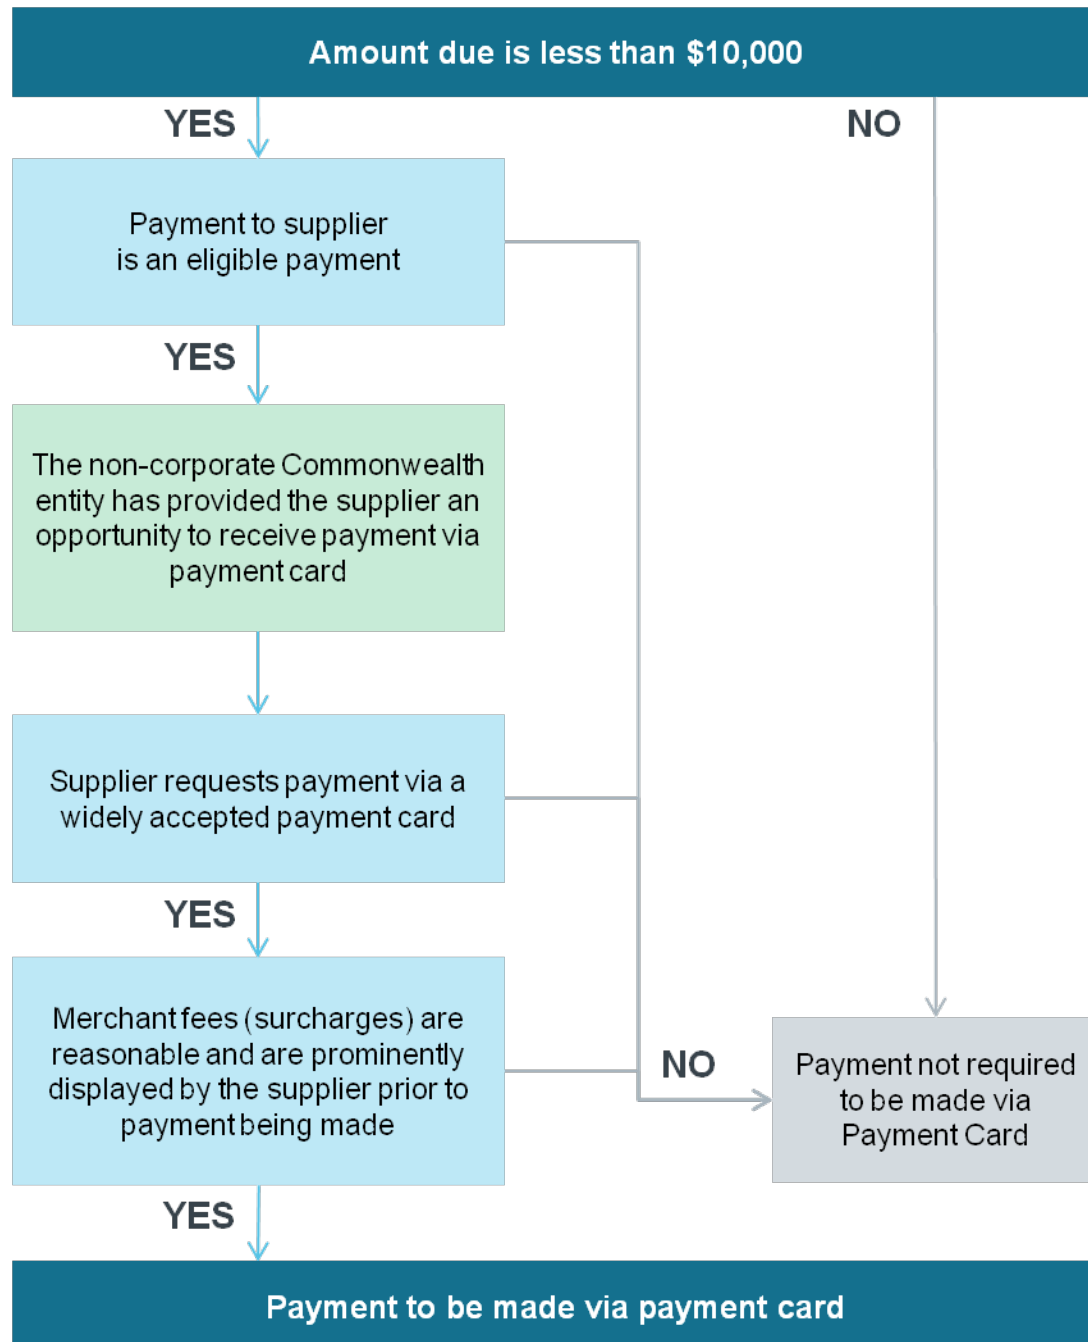 Amount due is less than $10,000
YES
NO
Payment to supplier
is an eligible payment
YES
The non-corporate Commonwealth
entity has provided the supplier an
opportunity to receive payment via
payment card
Supplier requests payment via a
widely accepted payment card
YES
Merchant fees (surcharges) are
reasonable and are prominently
displayed by the supplier prior to
payment being made
NO
Payment not required
to be made via
Payment Card
YES
Payment to be made via payment card